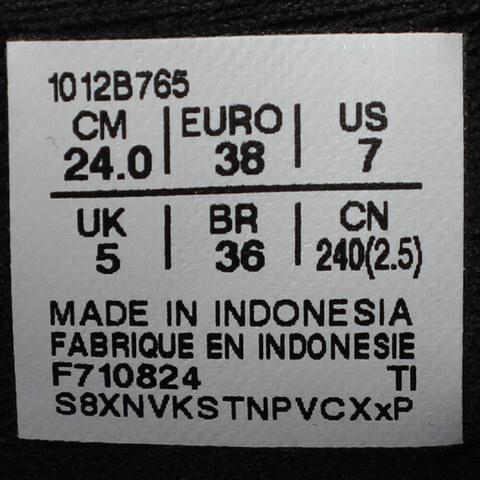 1012B765
CM | EURO | US
24.0 | 38 | 7
UK | BR | CN
5 | 36 | 240(2.5)
MADE IN INDONESIA
FABRIQUE EN INDONESIE
F710824 TI
S8XNVKSTNPVCXxP